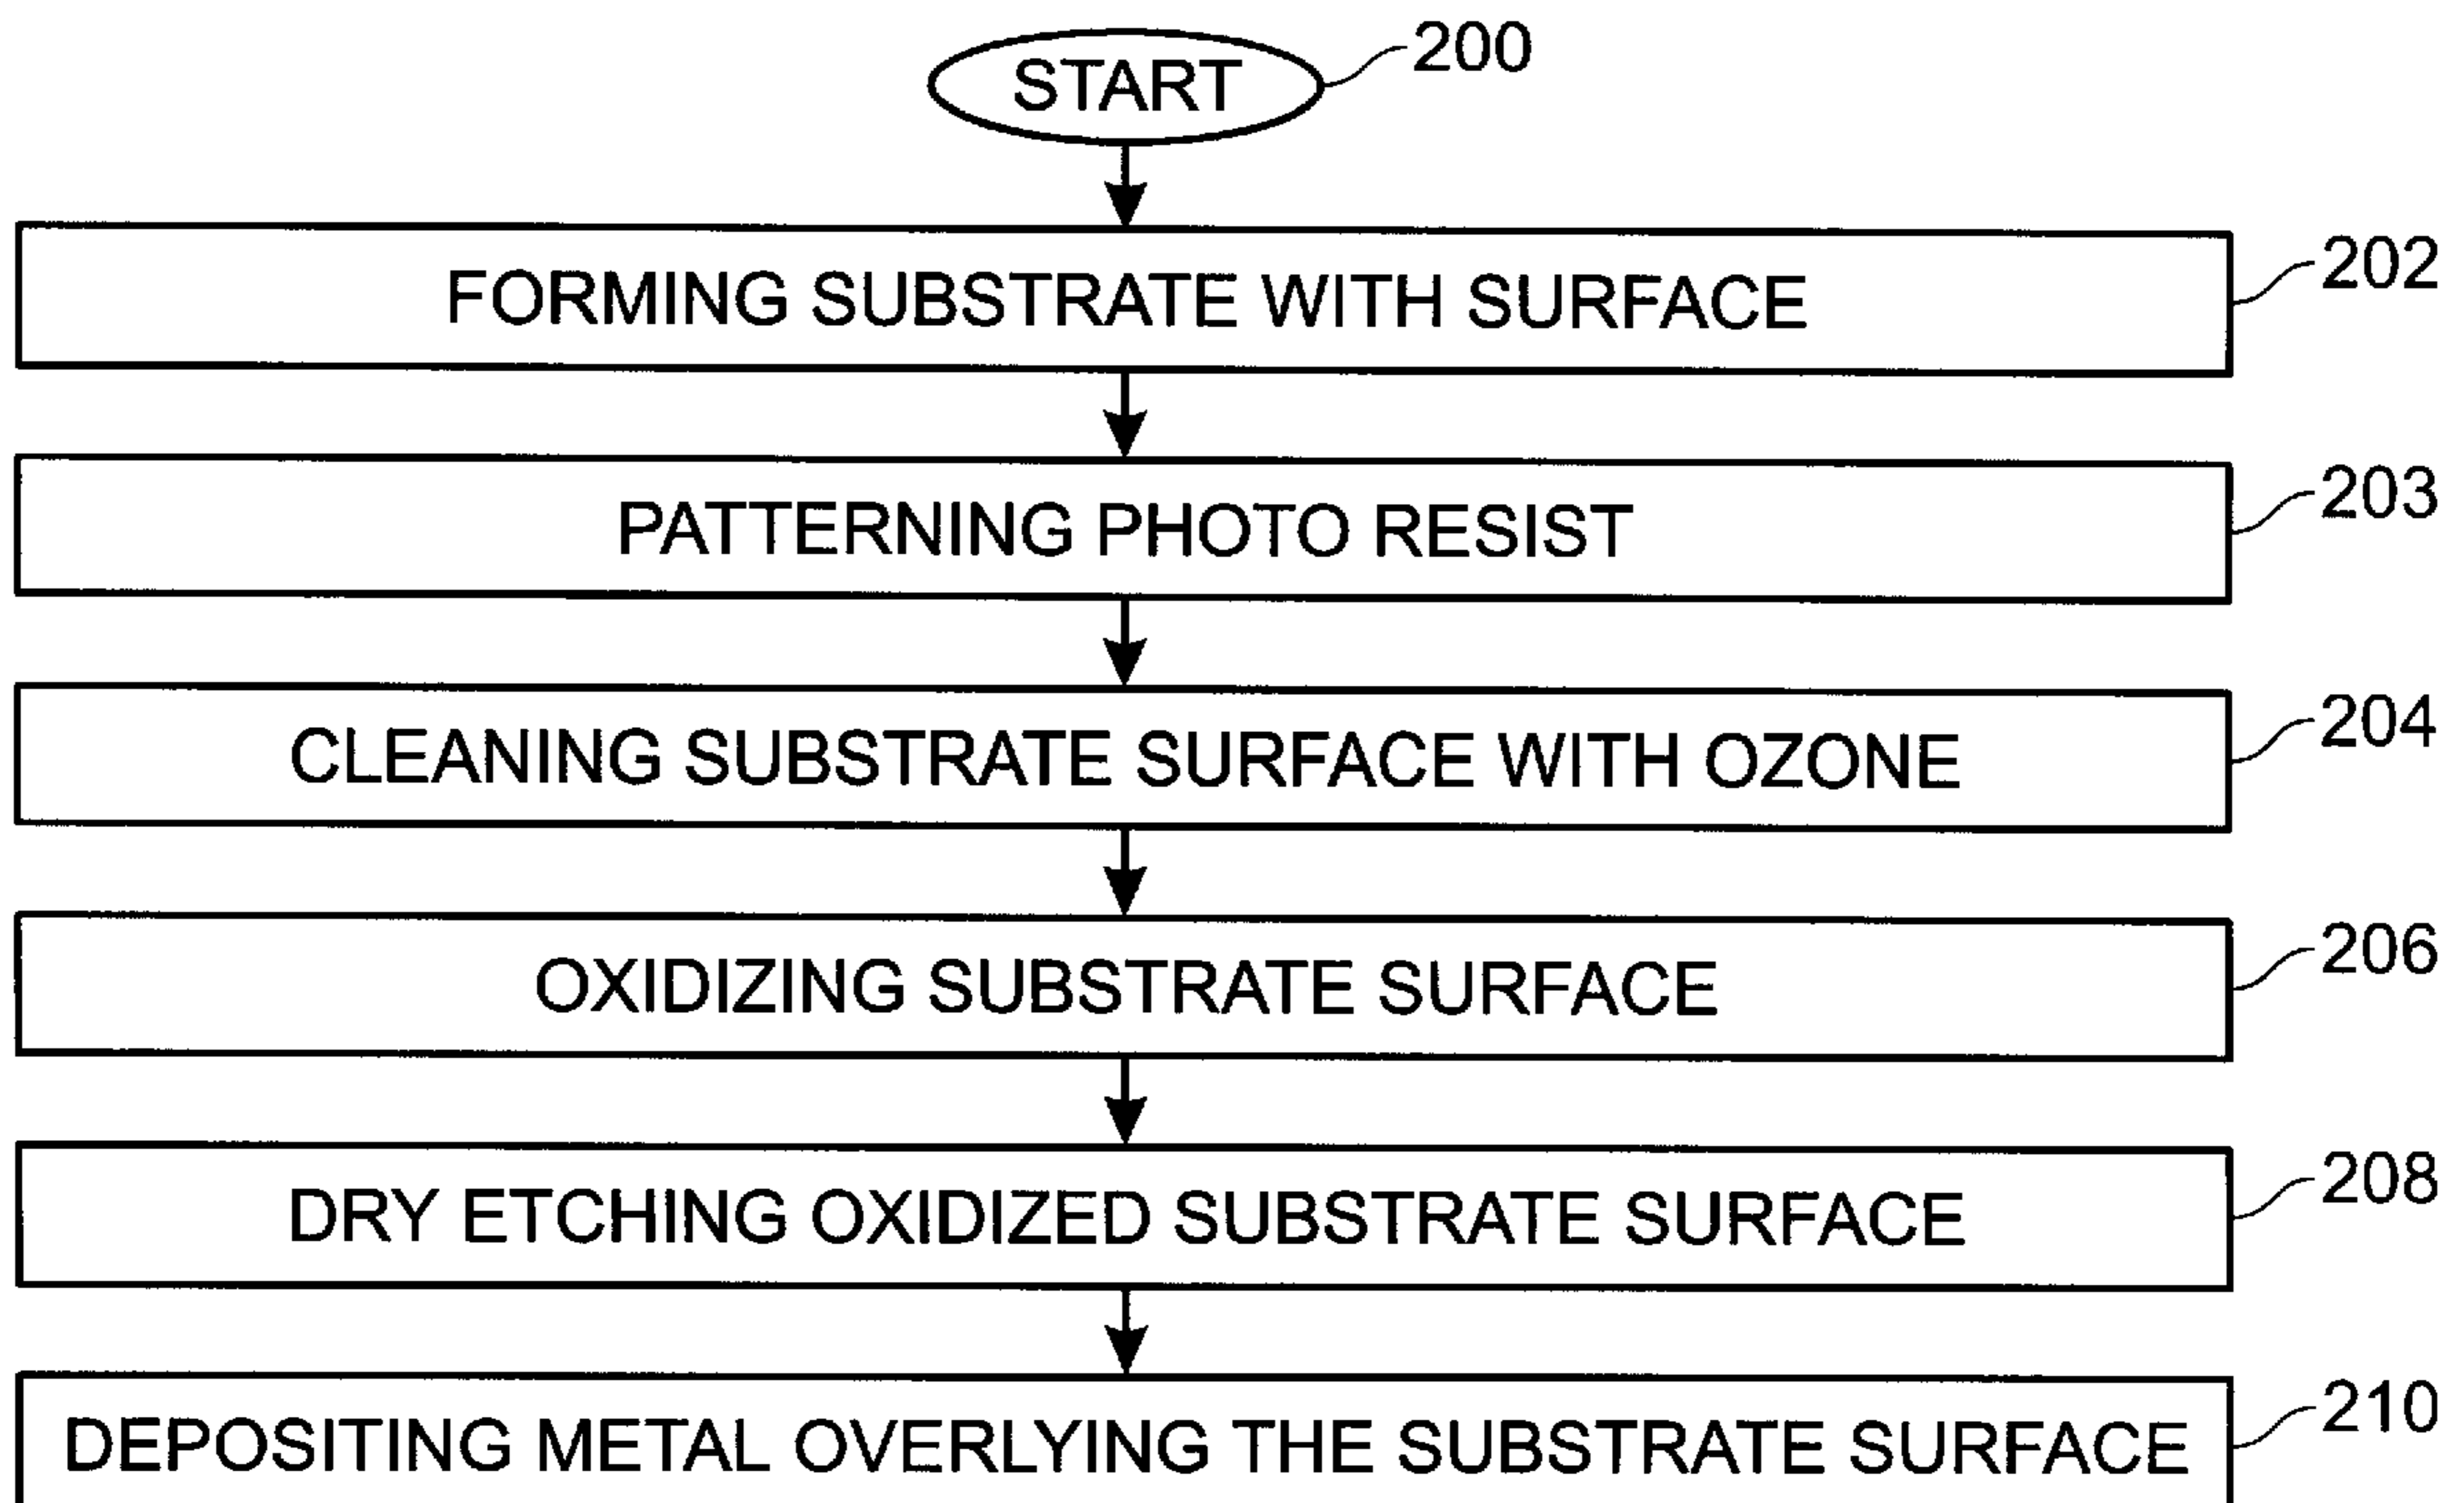 START
200
FORMING SUBSTRATE WITH SURFACE
202
PATTERNING PHOTO RESIST
203
CLEANING SUBSTRATE SURFACE WITH OZONE
204
OXIDIZING SUBSTRATE SURFACE
206
DRY ETCHING OXIDIZED SUBSTRATE SURFACE
208
DEPOSITING METAL OVERLYING THE SUBSTRATE SURFACE
210